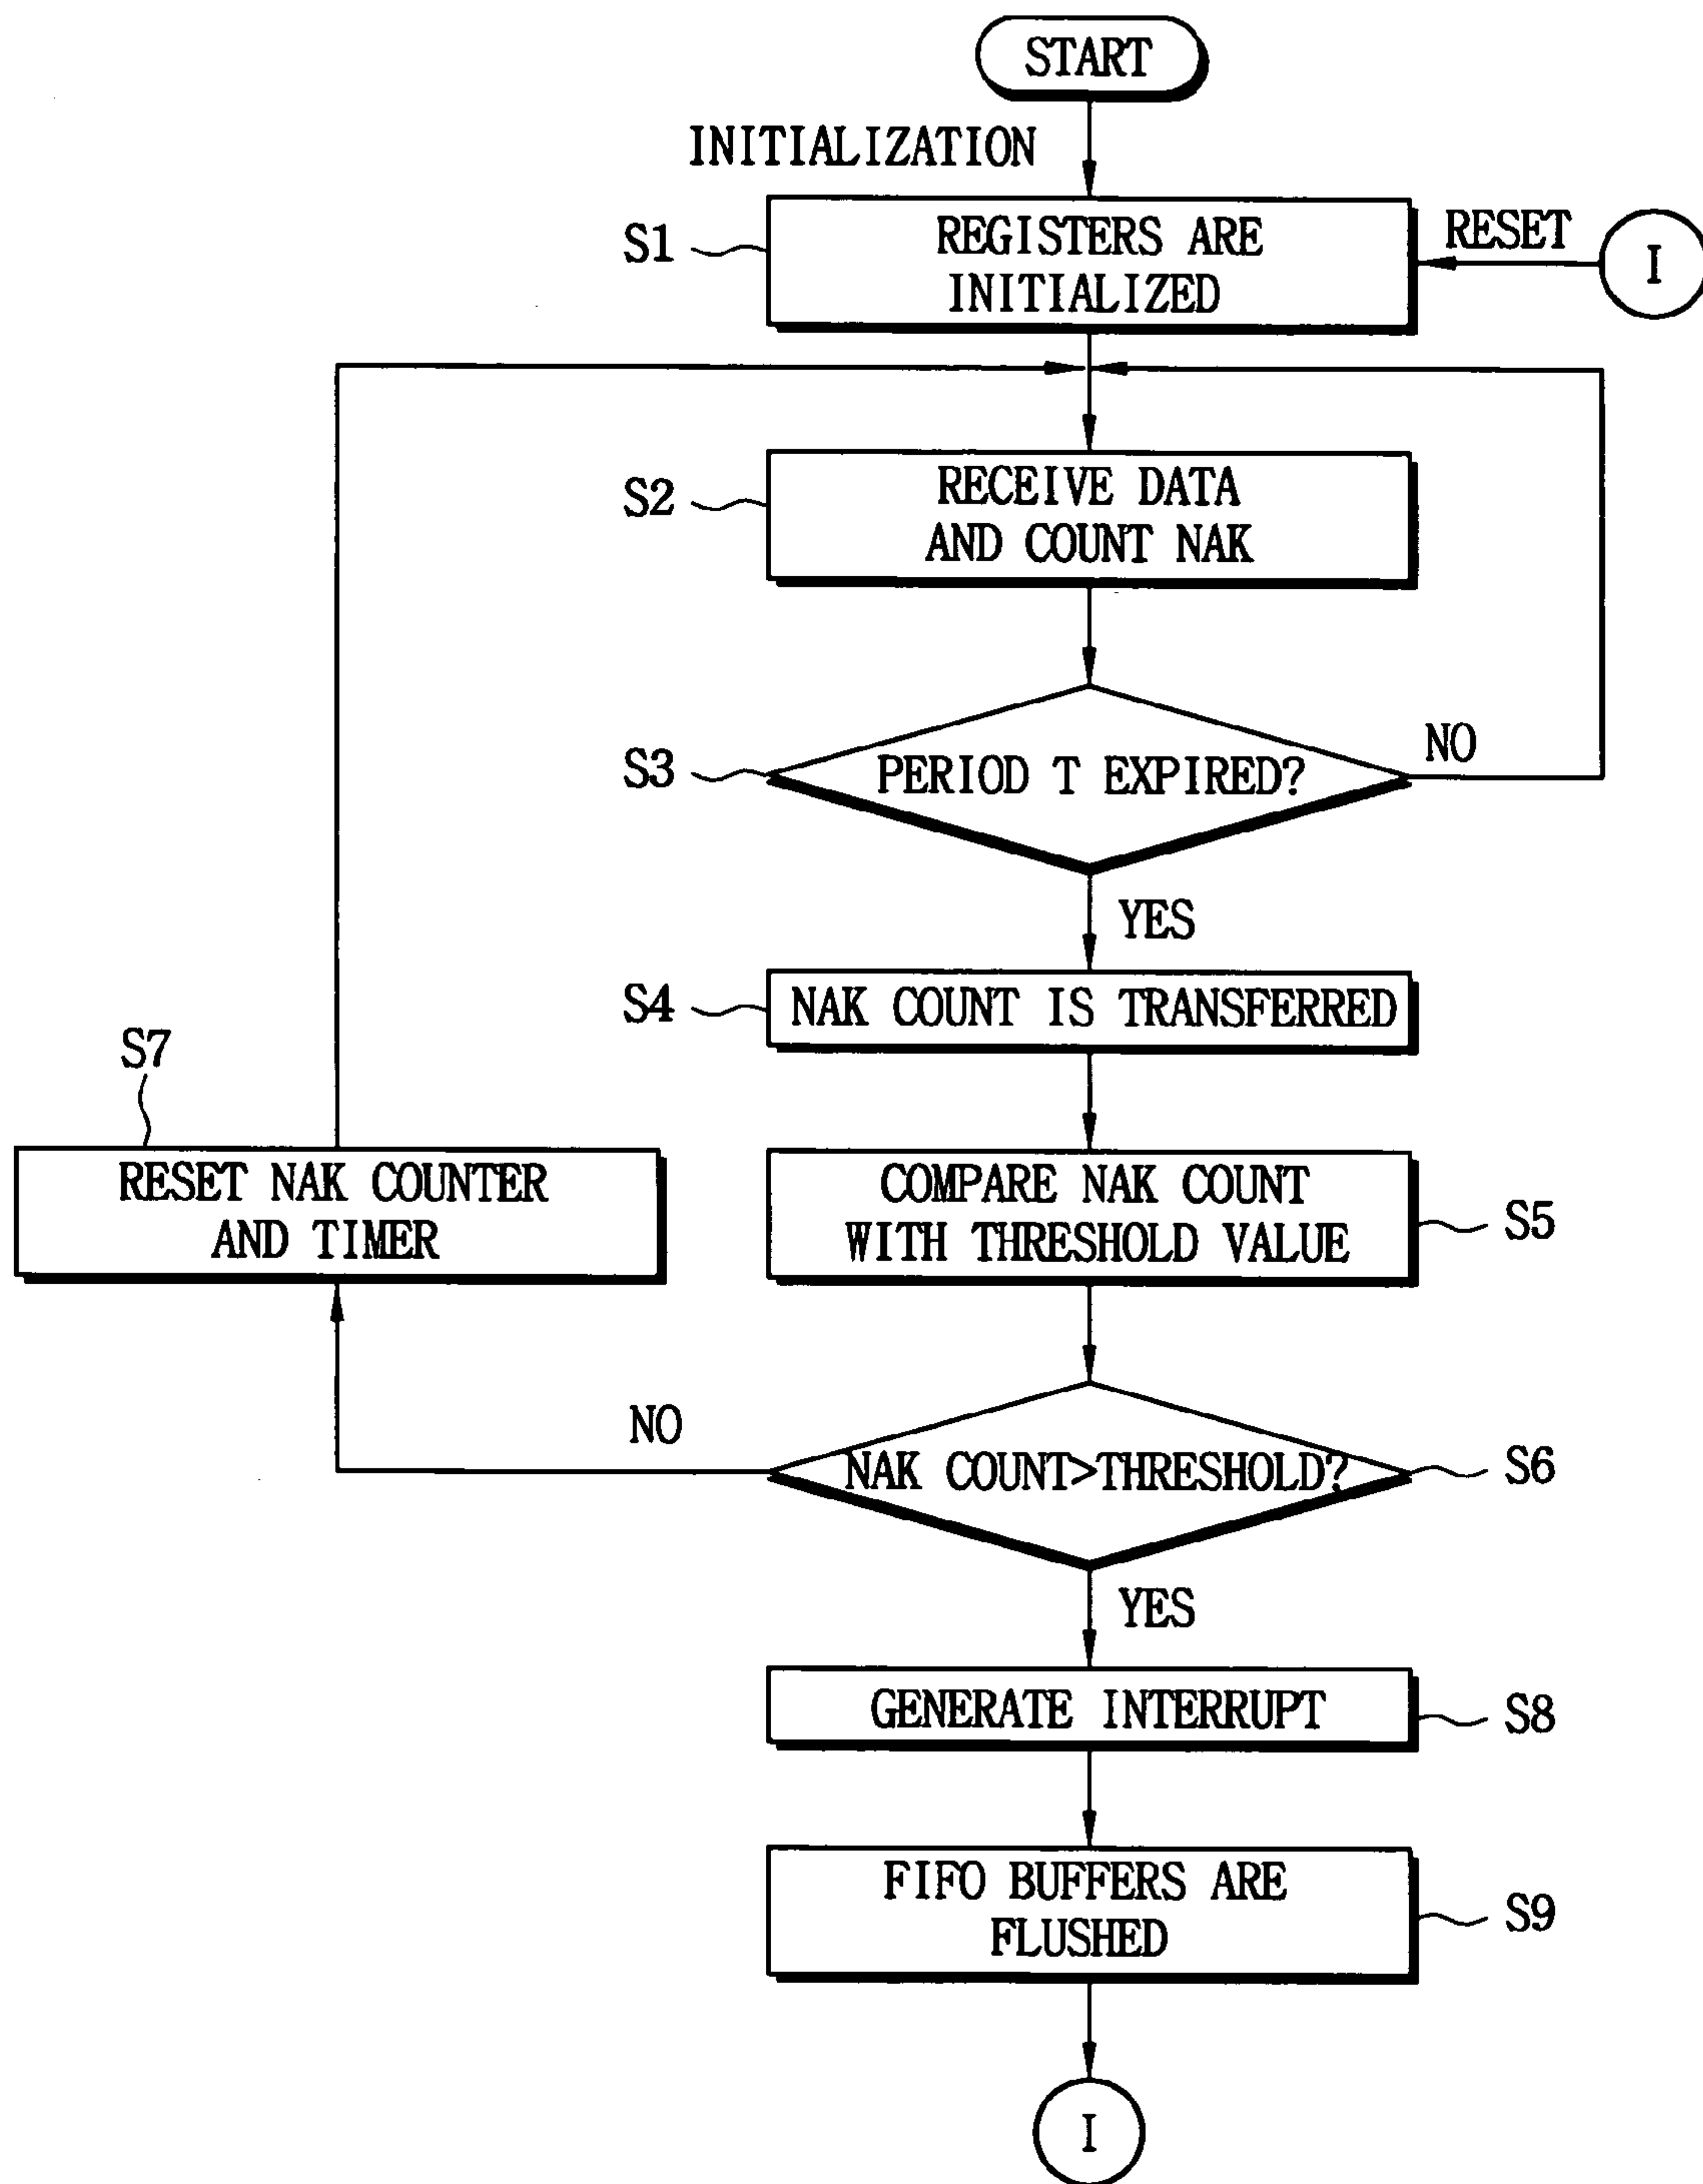 START
INITIALIZATION
S1
REGISTERS ARE
INITIALIZED
RESET
I
S2
RECEIVE DATA
AND COUNT NAK
S3
PERIOD T EXPIRED?
NO
YES
S4
NAK COUNT IS TRANSFERRED
S7
RESET NAK COUNTER
AND TIMER
COMPARE NAK COUNT
WITH THRESHOLD VALUE
S5
NO
NAK COUNT>THRESHOLD?
S6
YES
GENERATE INTERRUPT
S8
FIFO BUFFERS ARE
FLUSHED
S9
I